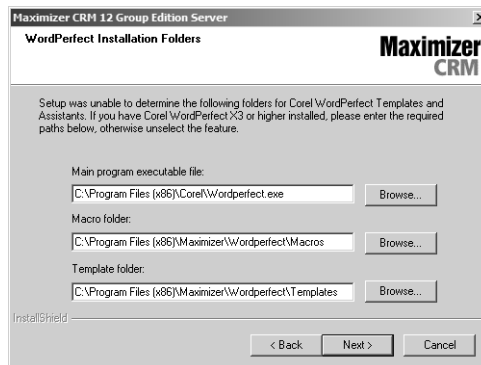 Maximizer CRM 12 Group Edition Server
WordPerfect Installation Folders
Maximizer
CRM
Setup was unable to determine the following folders for Corel WordPerfect Templates and
Assistants. If you have Corel WordPerfect X3 or higher installed, please enter the required
paths below, otherwise unselect the feature.
Main program executable file:
C:\Program Files (x86)\Corel\Wordperfect.exe
Browse...
Macro folder:
C:\Program Files (x86)\Maximizer\Wordperfect\Macros
Browse...
Template folder:
C:\Program Files (x86)\Maximizer\Wordperfect\Templates
Browse...
InstallShield
< Back Next > Cancel